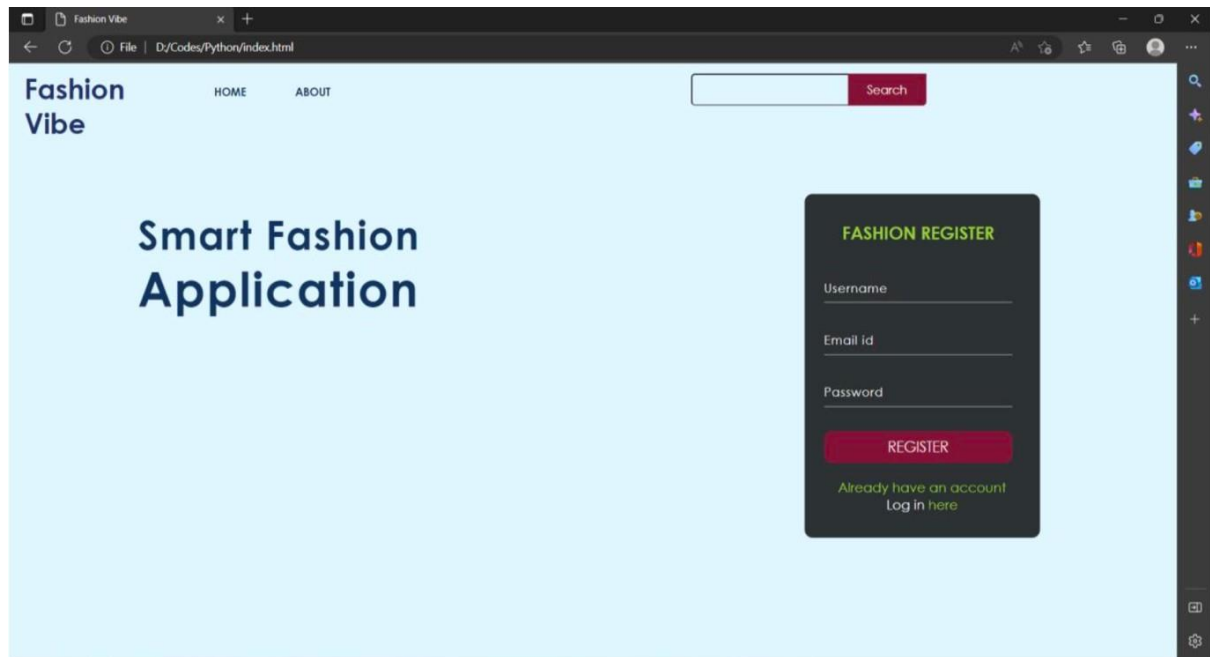 Fashion Vibe
File | D:/Codes/Python/index.html
Fashion
Vibe
HOME
ABOUT
Search
Smart Fashion
Application
FASHION REGISTER
Username
Email id
Password
REGISTER
Already have an account
Log in here